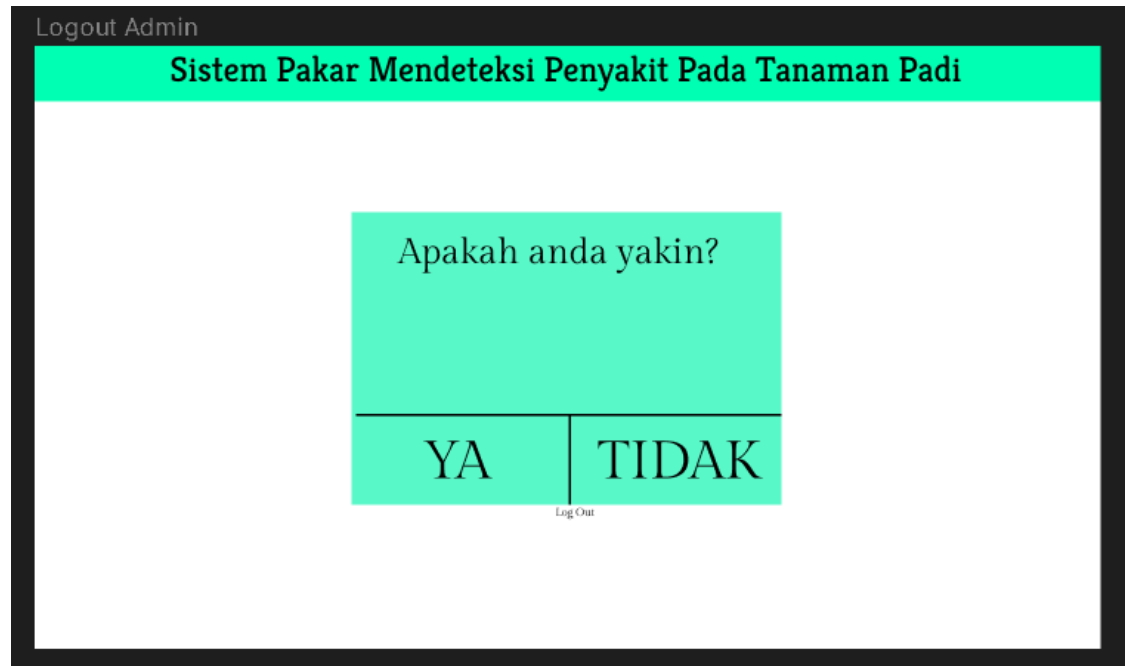 Logout Admin
Sistem Pakar Mendeteksi Penyakit Pada Tanaman Padi
Apakah anda yakin?
YA
TIDAK
Log Out